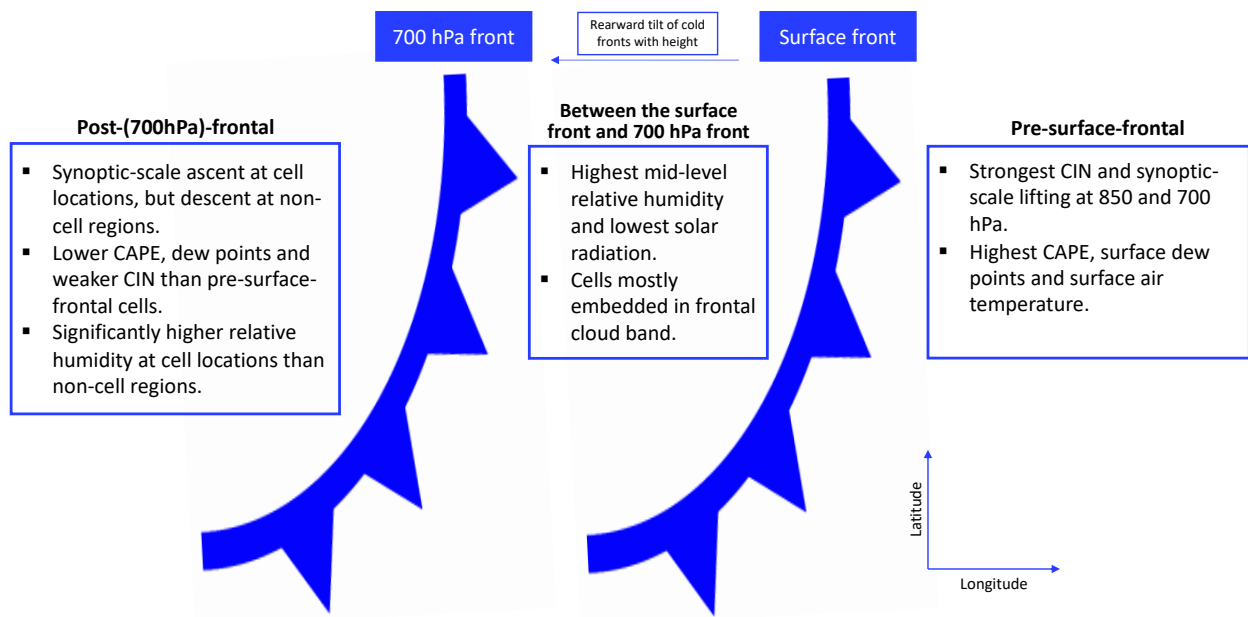 700 hPa front
Rearward tilt of cold
fronts with height
Surface front
Post-(700hPa)-frontal
▪ Synoptic-scale ascent at cell
locations, but descent at non-
cell regions.
▪ Lower CAPE, dew points and
weaker CIN than pre-surface-
frontal cells.
▪ Significantly higher relative
humidity at cell locations than
non-cell regions.
Between the surface
front and 700 hPa front
▪ Highest mid-level
relative humidity
and lowest solar
radiation.
▪ Cells mostly
embedded in frontal
cloud band.
Pre-surface-frontal
▪ Strongest CIN and synoptic-
scale lifting at 850 and 700
hPa.
▪ Highest CAPE, surface dew
points and surface air
temperature.
Latitude
Longitude